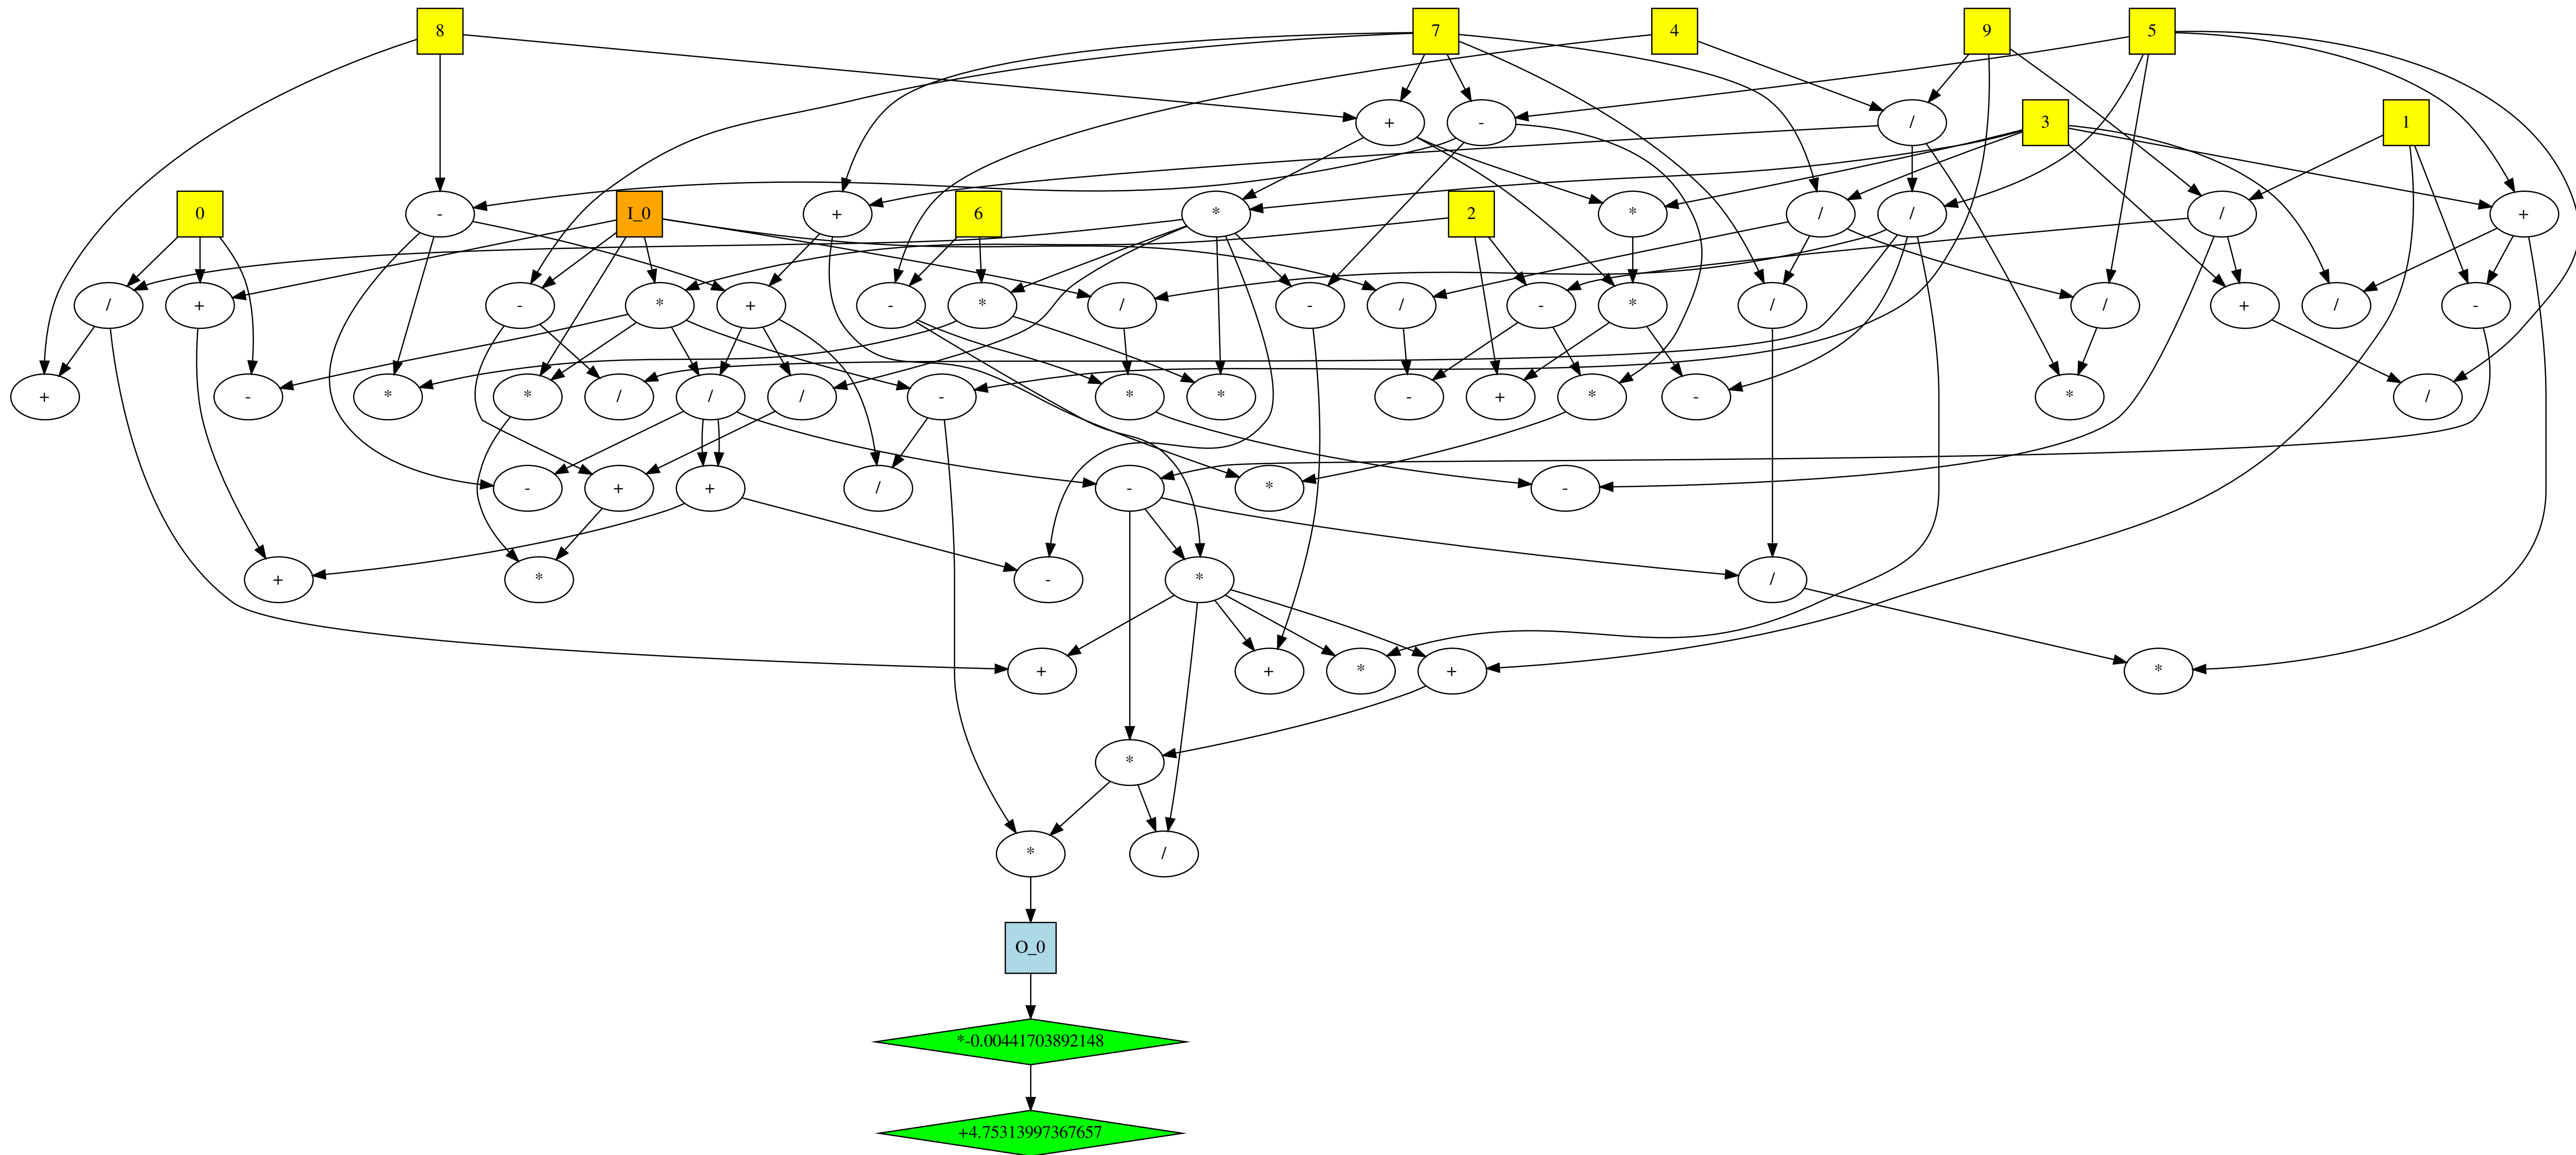 8 7 4 9 5
+ - / 3 1
0 - I_0 + 6 * 2 * / / / +
/ + - * + - * / - / - * / / + / -
+ - * * / / / - * * - + * - * /
- + + / - * -
+ * - * /
+ + * + *
*
* /
O_0
*-0.00441703892148
+4.75313997367657